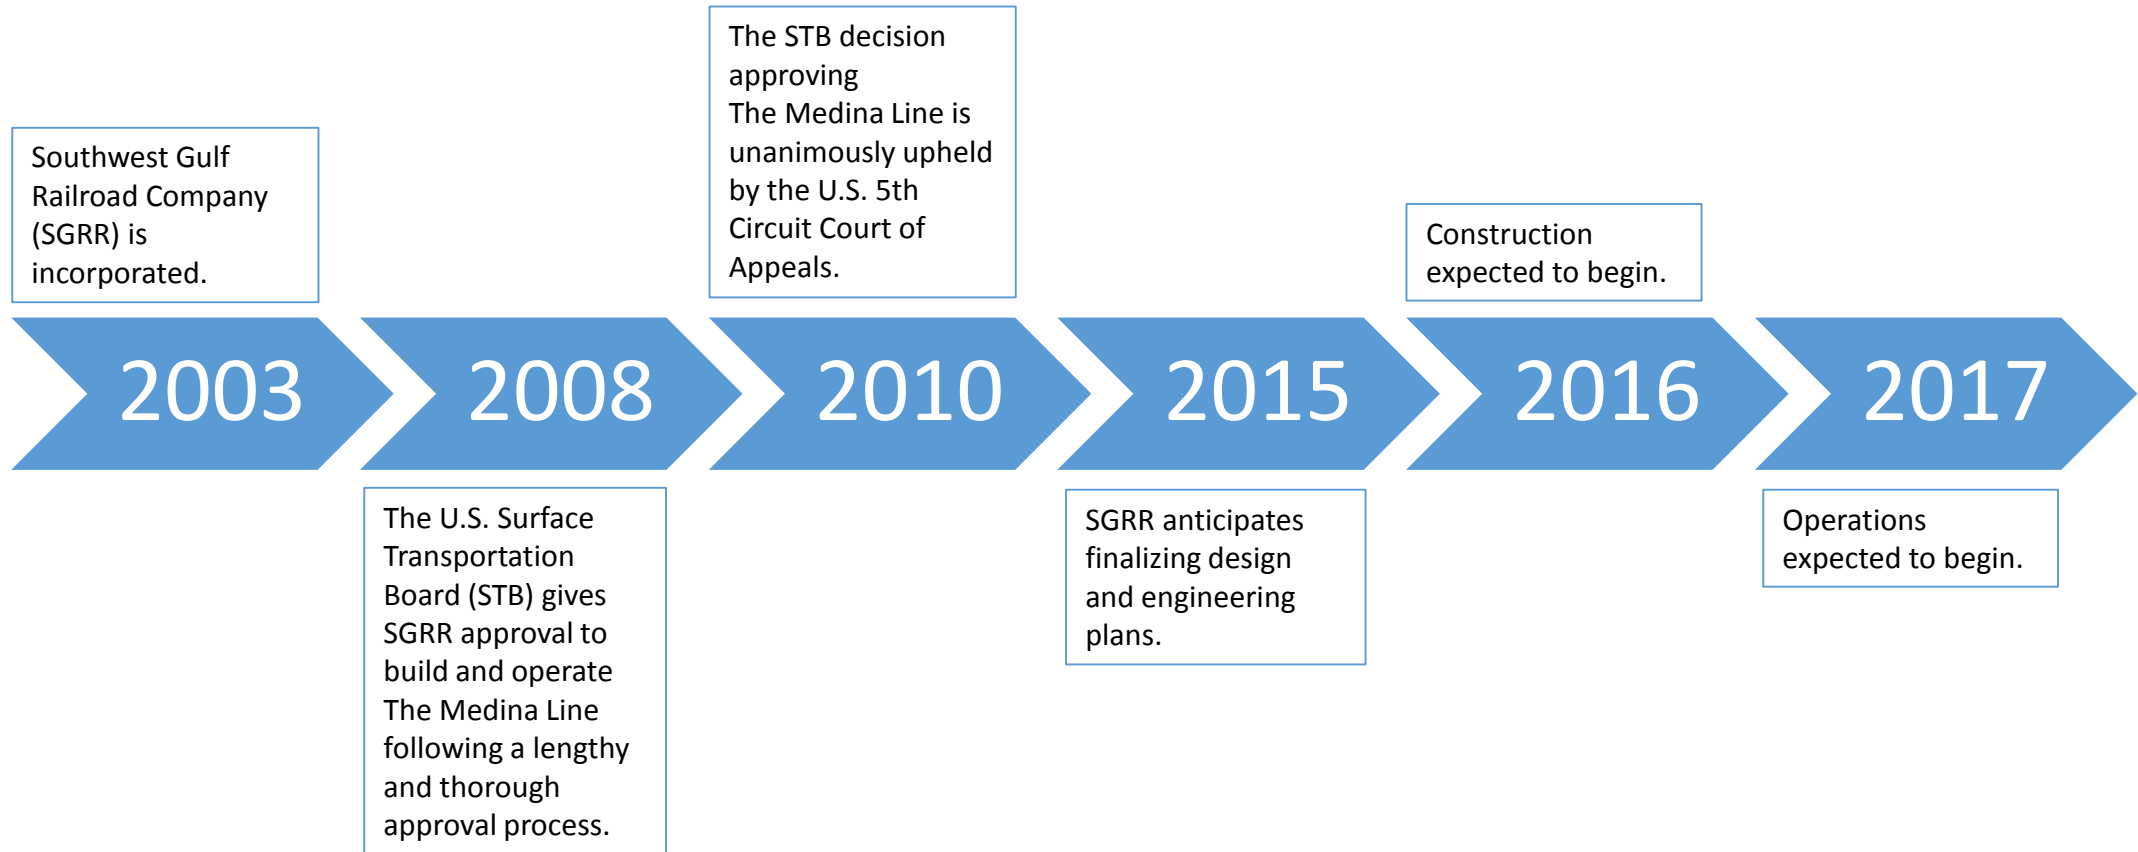 Southwest Gulf
Railroad Company
(SGRR) is
incorporated.
The STB decision
approving
The Medina Line is
unanimously upheld
by the U.S. 5th
Circuit Court of
Appeals.
Construction
expected to begin.
2003
2008
2010
2015
2016
2017
The U.S. Surface
Transportation
Board (STB) gives
SGRR approval to
build and operate
The Medina Line
following a lengthy
and thorough
approval process.
SGRR anticipates
finalizing design
and engineering
plans.
Operations
expected to begin.